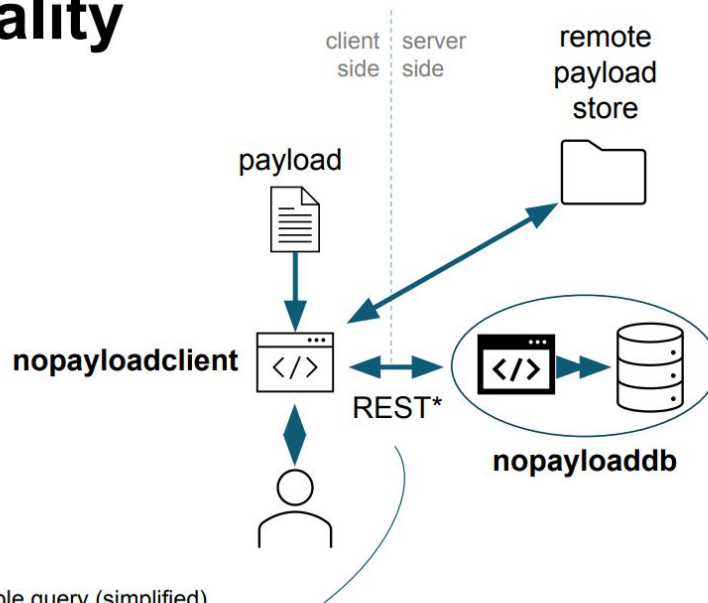 ality
client server
side side
remote
payload
store
payload
</>
nopayloadclient
</>
REST*
nopayloaddb
ple query (simplified)